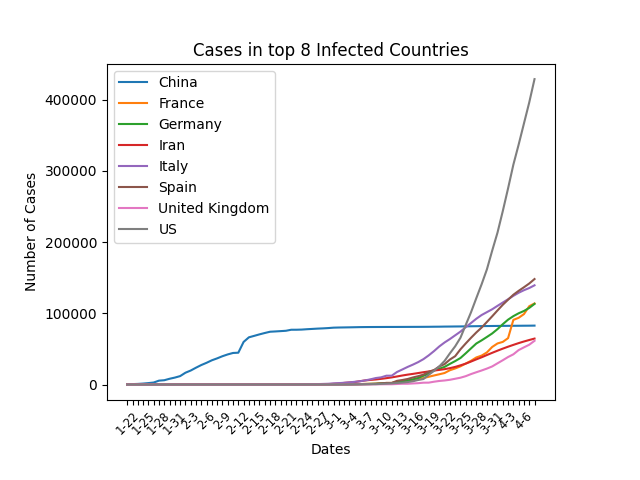 Cases in top 8 Infected Countries
China
France
Germany
Iran
Italy
Spain
United Kingdom
US
400000
300000
200000
100000
0
Number of Cases
1-22
1-25
1-28
1-31
2-3
2-6
2-9
2-12
2-15
2-18
2-21
2-24
2-27
3-1
3-4
3-7
3-10
3-13
3-16
3-19
3-22
3-25
3-28
3-31
4-3
4-6
Dates